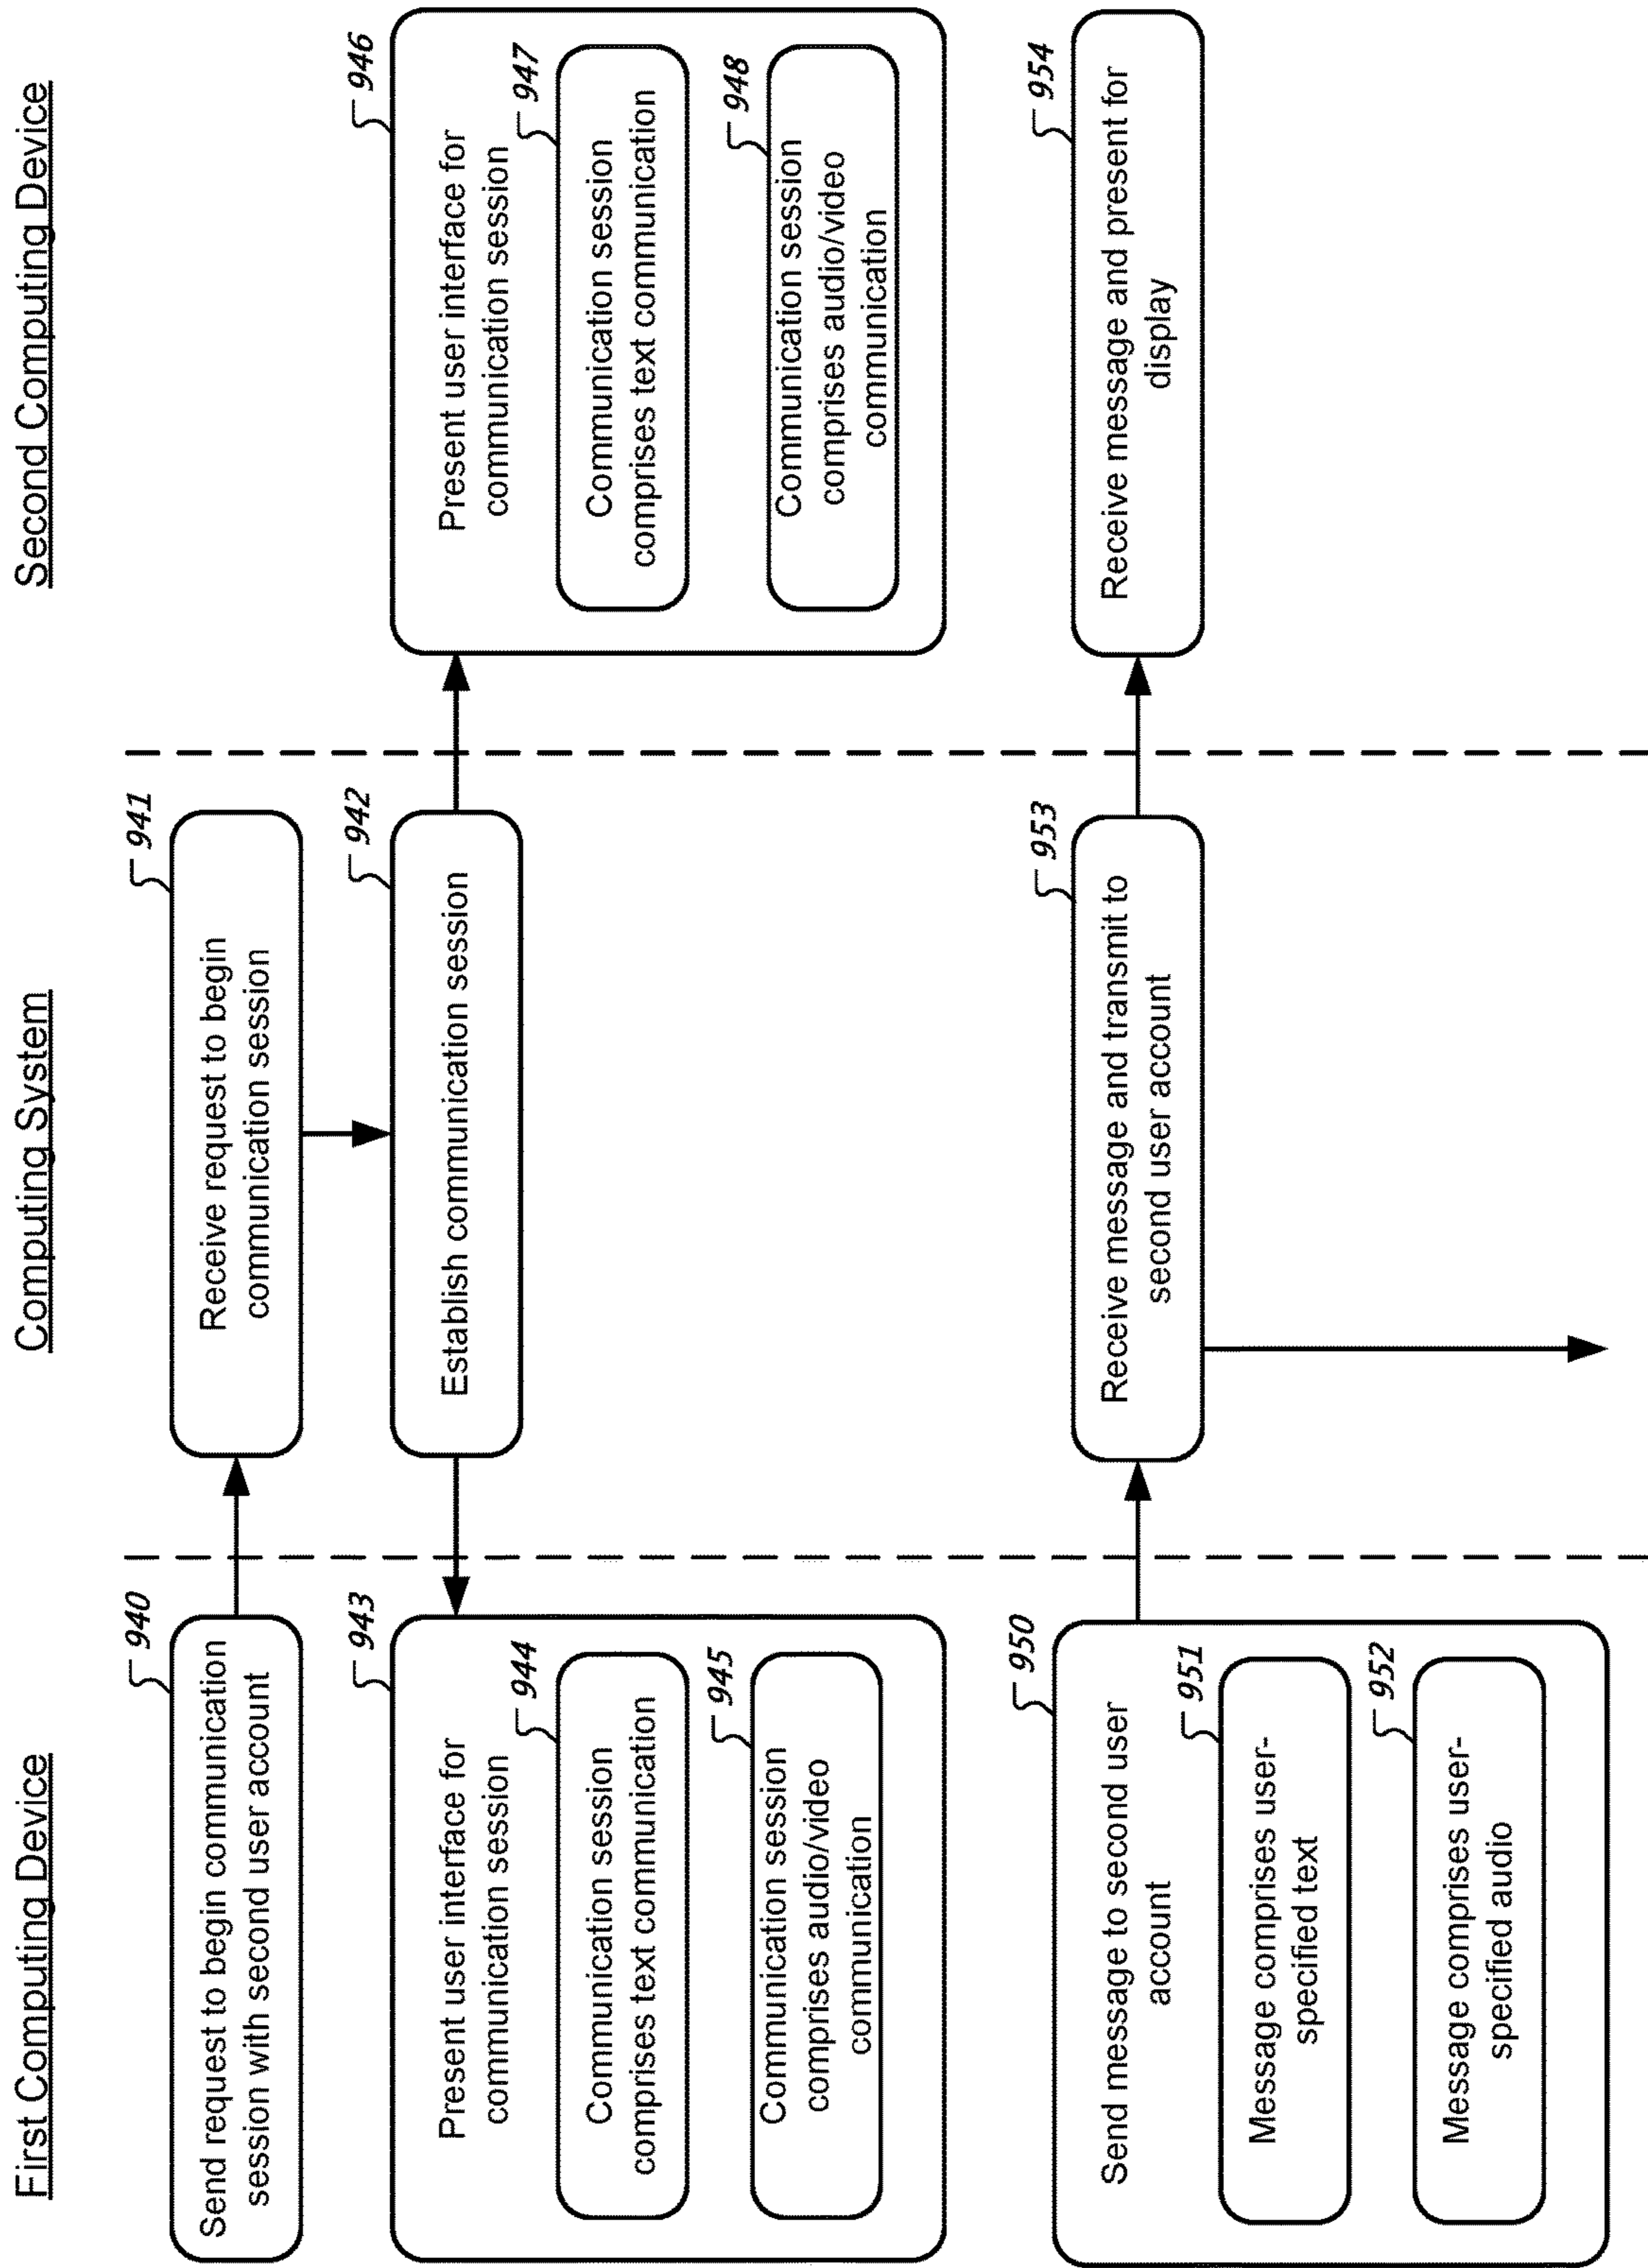 First Computing Device
Computing System
Second Computing Device
940
Send request to begin communication
session with second user account
941
Receive request to begin
communication session
942
Establish communication session
943
Present user interface for
communication session
944
Communication session
comprises text communication
945
Communication session
comprises audio/video
communication
946
Present user interface for
communication session
947
Communication session
comprises text communication
948
Communication session
comprises audio/video
communication
950
Send message to second user
account
951
Message comprises user-
specified text
952
Message comprises user-
specified audio
953
Receive message and transmit to
second user account
954
Receive message and present for
display